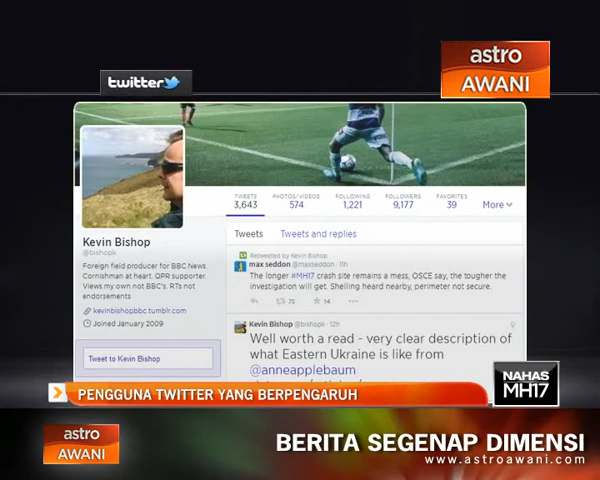 astro
AWANI
twitter
TWEETS
3,643
PHOTOS/VIDEOS
574
FOLLOWING
1,221
FOLLOWERS
9,177
FAVORITES
39
More
Kevin Bishop
@bishopk
Foreign field producer for BBC News.
Cornishman at heart. QPR supporter.
Views my own not BBC's. RTs not
endorsements
kevinbishopbbc.tumblr.com
Joined January 2009
Tweet to Kevin Bishop
Tweets
Tweets and replies
Retweeted by Kevin Bishop
max seddon @maxseddon · 11h
The longer #MH17 crash site remains a mess, OSCE say, the tougher the
investigation will get. Shelling heard nearby, perimeter not secure.
75
14
Kevin Bishop @bishopk · 12h
Well worth a read - very clear description of
what Eastern Ukraine is like from
@anneapplebaum
PENGGUNA TWITTER YANG BERPENGARUH
NAHAS
MH17
astro
AWANI
BERITA SEGENAP DIMENSI
www.astroawani.com